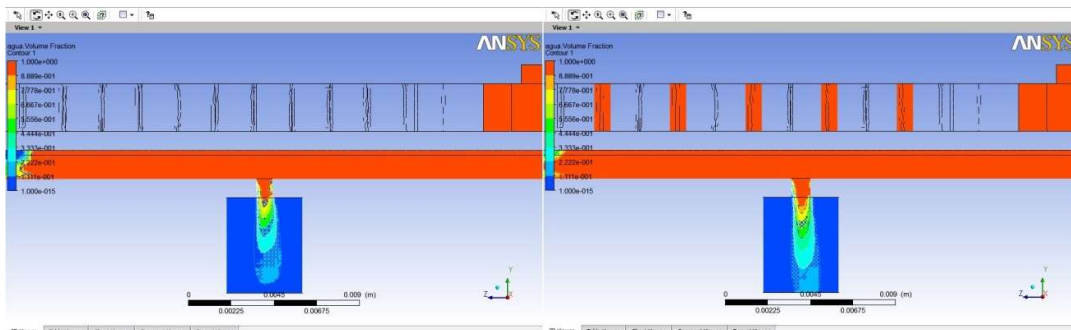 View 1
ANSYS
agua Volume Fraction
Contour 1
1.000e+000
8.889e-001
7.778e-001
6.667e-001
5.556e-001
4.444e-001
3.333e-001
2.222e-001
1.111e-001
1.000e-015
0.0045
0.009 (m)
0.00225
0.00675
Y
Z
X
View 1
ANSYS
agua Volume Fraction
Contour 1
1.000e+000
8.889e-001
7.778e-001
6.667e-001
5.556e-001
4.444e-001
3.333e-001
2.222e-001
1.111e-001
1.000e-015
0.0045
0.009 (m)
0.00225
0.00675
Y
Z
X